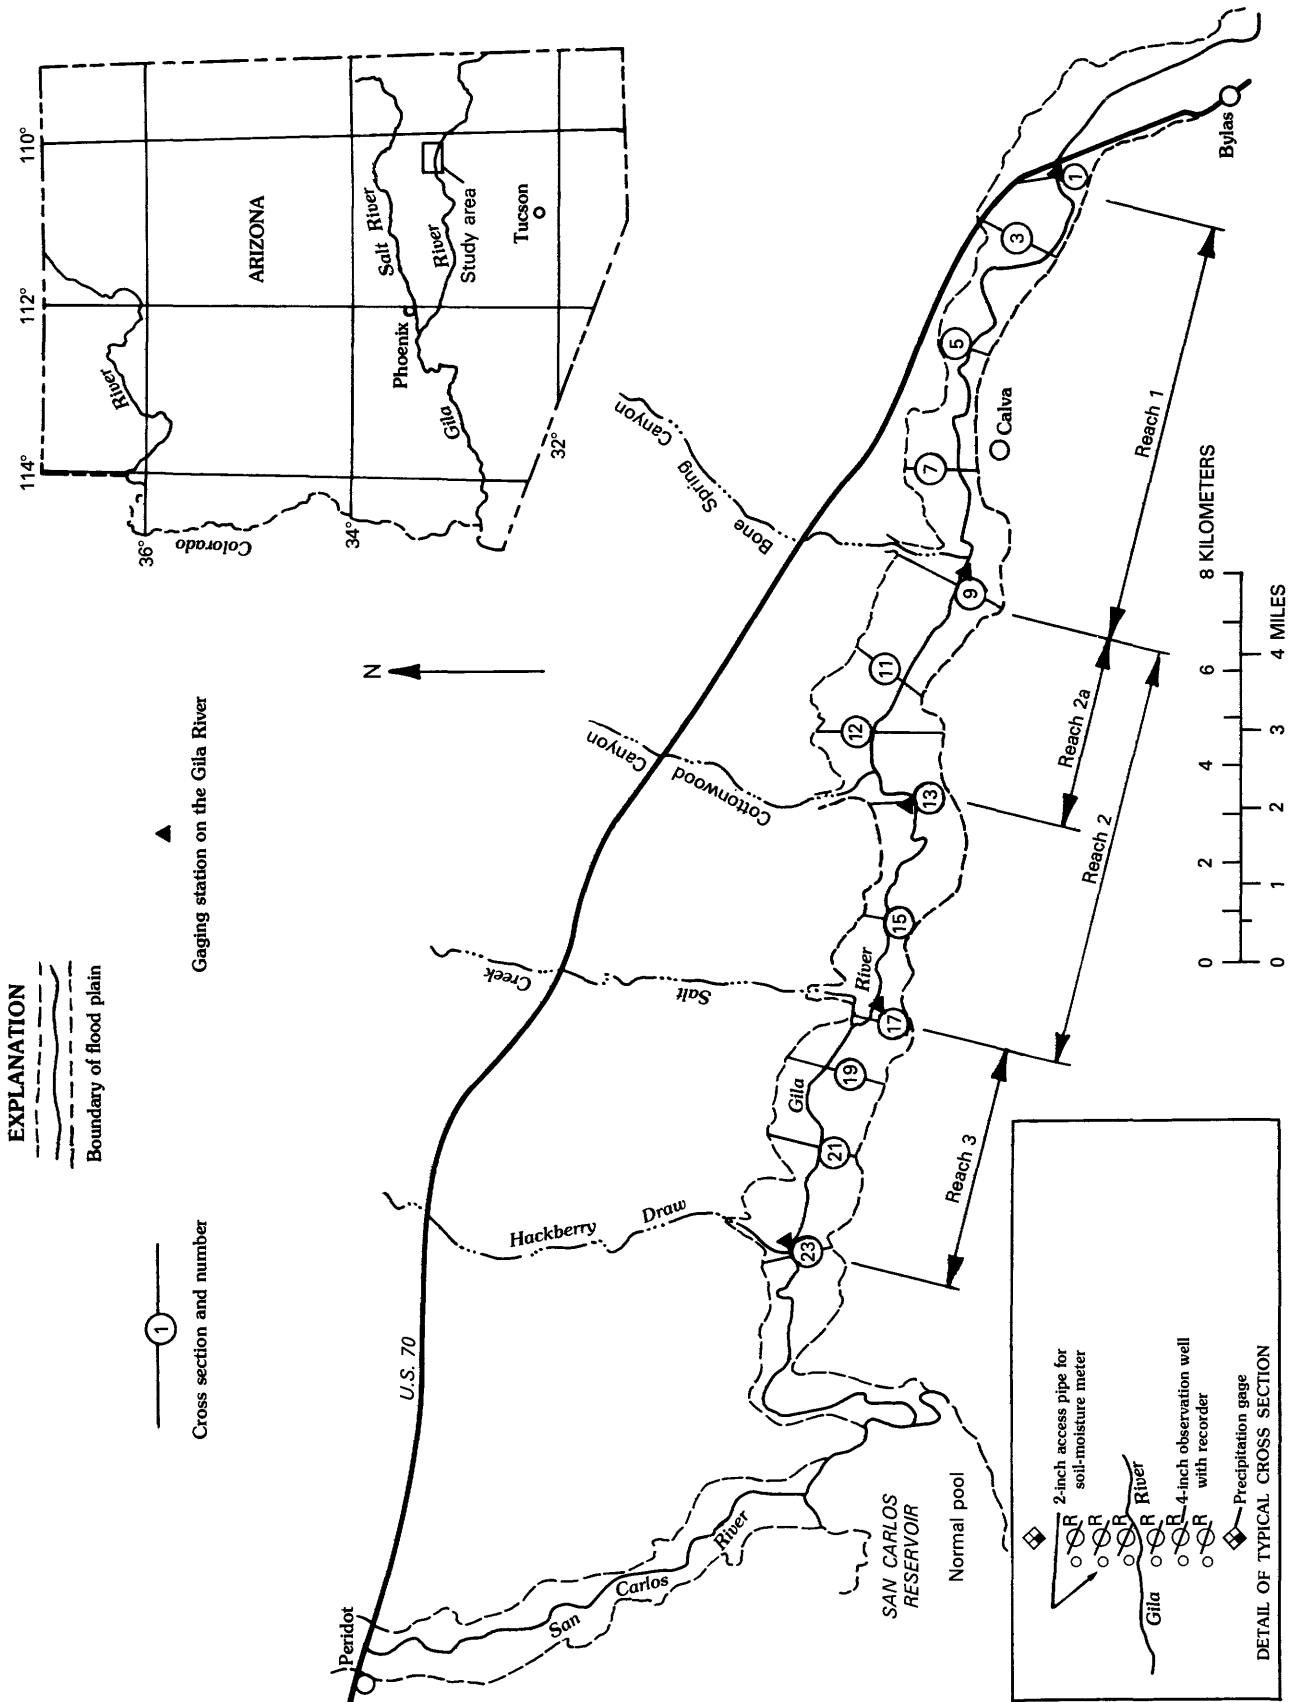 EXPLANATION
Boundary of flood plain
1
Cross section and number
Gaging station on the Gila River
114°
112°
110°
36°
34°
32°
Colorado
River
ARIZONA
Salt River
Phoenix
Gila
River
Study area
Tucson
N
Peridot
U.S. 70
San
Carlos
River
SAN CARLOS
RESERVOIR
Normal pool
Hackberry
Draw
Salt
Creek
Cottonwood
Canyon
Bone
Spring
Canyon
Gila
River
23
21
19
17
15
13
12
11
9
7
5
3
1
Calva
Bylas
Reach 3
Reach 2
Reach 2a
Reach 1
0 2 4 6 8 KILOMETERS
0 1 2 3 4 MILES
2-inch access pipe for
soil-moisture meter
R
R
R
River
R
R
4-inch observation well
with recorder
R
Gila
Precipitation gage
DETAIL OF TYPICAL CROSS SECTION